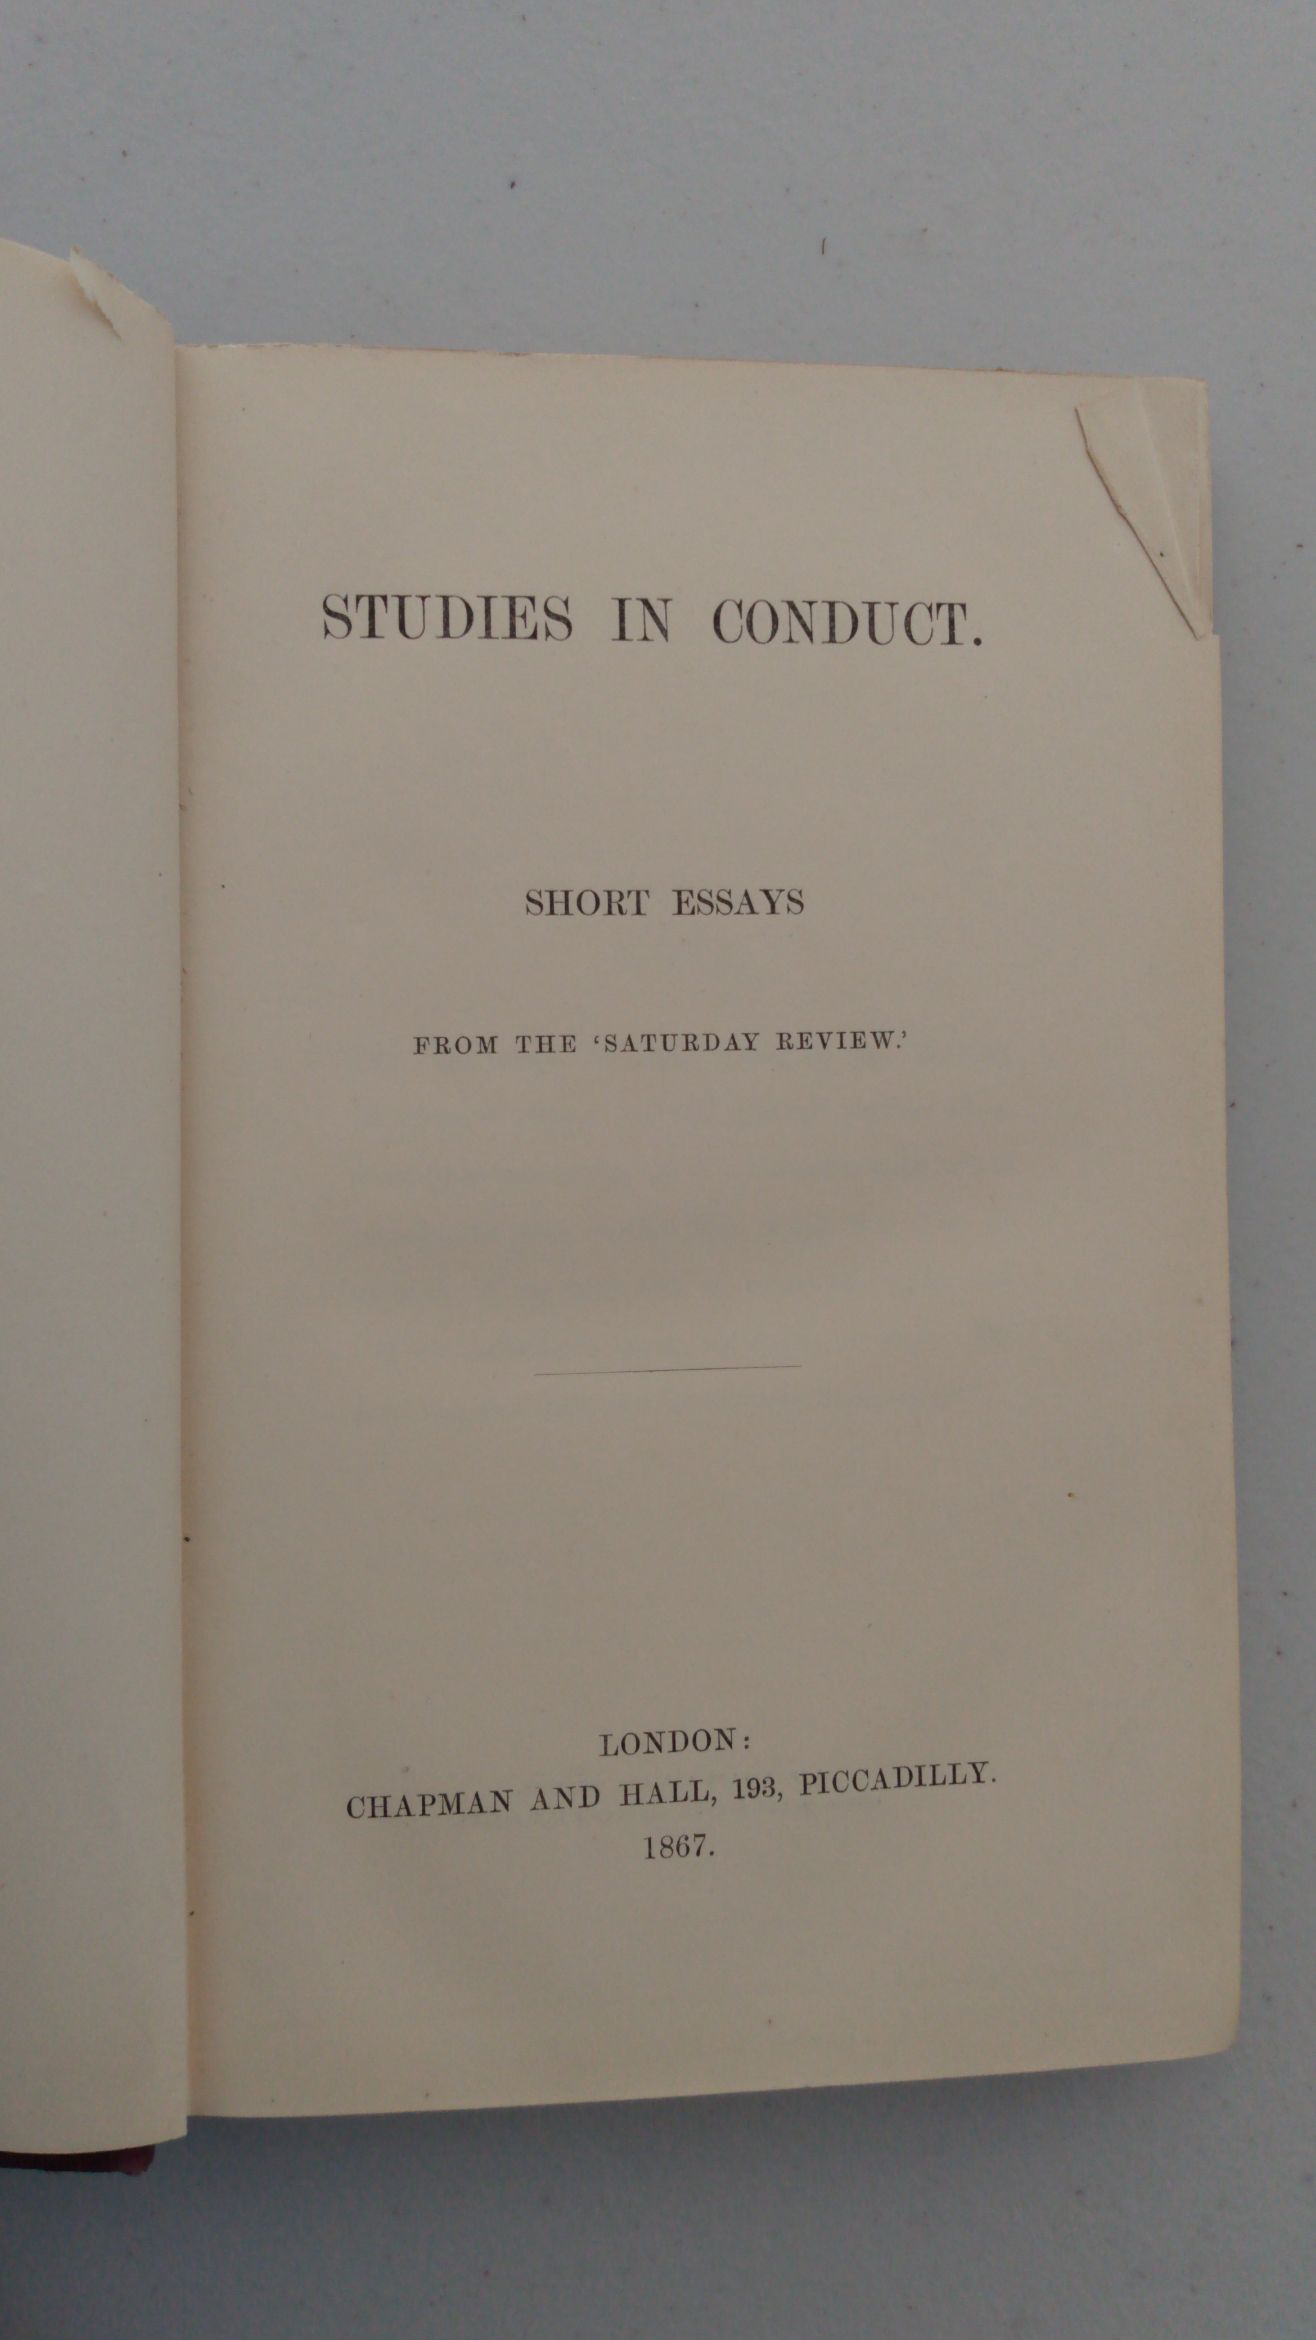 STUDIES IN CONDUCT.
SHORT ESSAYS
FROM THE ‘SATURDAY REVIEW.’
LONDON:
CHAPMAN AND HALL, 193, PICCADILLY.
1867.